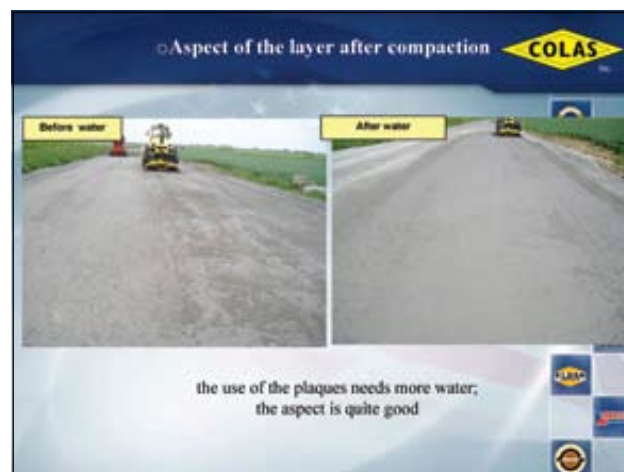 Aspect of the layer after compaction
COLAS
Before water
After water
the use of the plaques needs more water;
the aspect is quite good